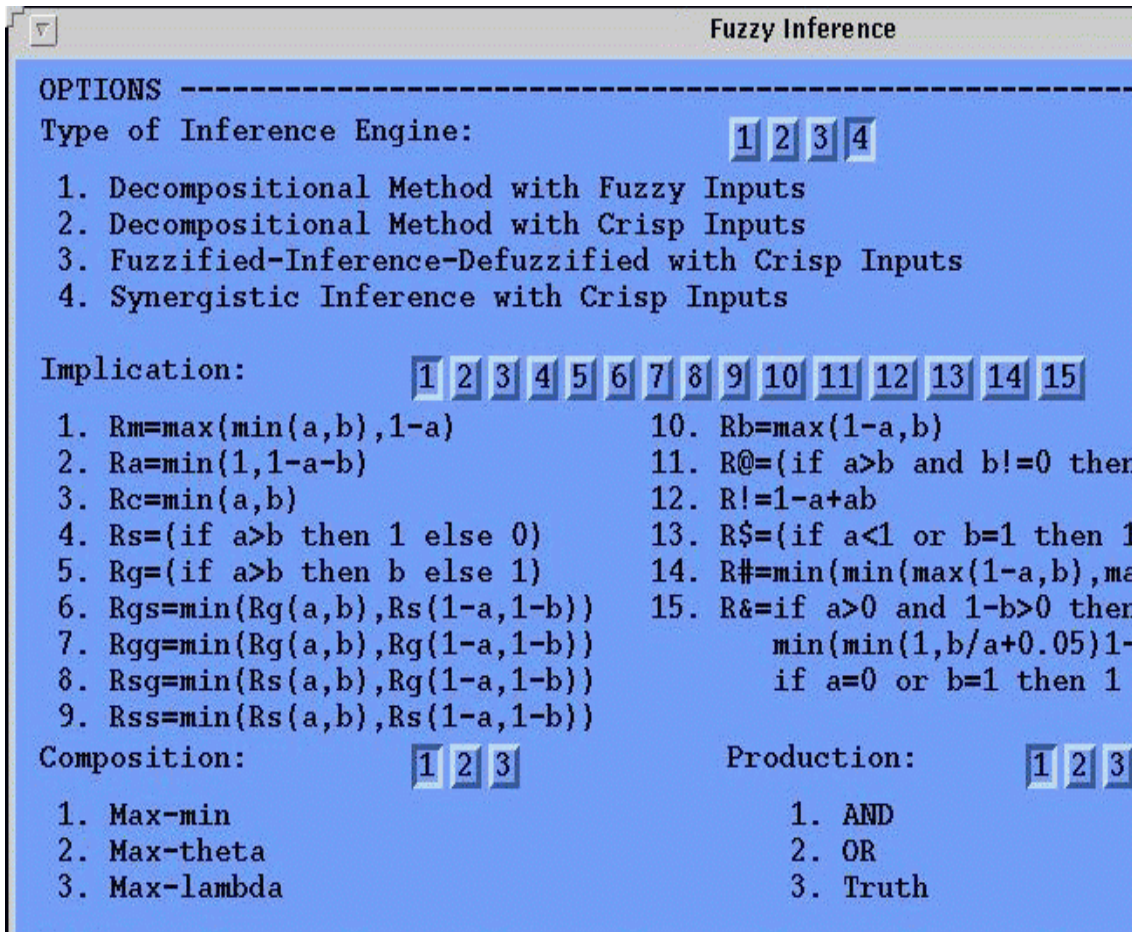 Fuzzy Inference
OPTIONS --------------------------------------------------------
Type of Inference Engine: 1 2 3 4
1. Decompositional Method with Fuzzy Inputs
2. Decompositional Method with Crisp Inputs
3. Fuzzified-Inference-Defuzzified with Crisp Inputs
4. Synergistic Inference with Crisp Inputs
Implication: 1 2 3 4 5 6 7 8 9 10 11 12 13 14 15
1. Rm=max(min(a,b),1-a) 10. Rb=max(1-a,b)
2. Ra=min(1,1-a-b) 11. R@=(if a>b and b!=0 then
3. Rc=min(a,b) 12. R!=1-a+ab
4. Rs=(if a>b then 1 else 0) 13. R$=(if a<1 or b=1 then 1
5. Rg=(if a>b then b else 1) 14. R#=min(min(max(1-a,b),ma
6. Rgs=min(Rg(a,b),Rs(1-a,1-b)) 15. R&=if a>0 and 1-b>0 then
7. Rgg=min(Rg(a,b),Rg(1-a,1-b)) min(min(1,b/a+0.05)1-
8. Rsg=min(Rs(a,b),Rg(1-a,1-b)) if a=0 or b=1 then 1
9. Rss=min(Rs(a,b),Rs(1-a,1-b))
Composition: 1 2 3 Production: 1 2 3
1. Max-min 1. AND
2. Max-theta 2. OR
3. Max-lambda 3. Truth